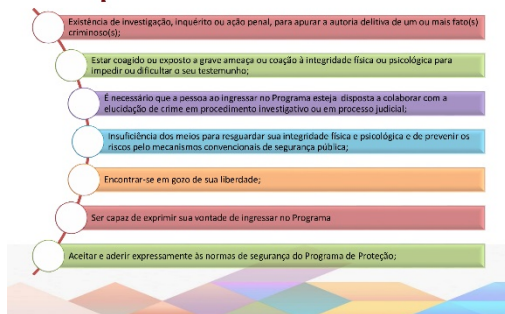 Existência de investigação, inquérito ou ação penal, para apurar a autoria delitiva de um ou mais fato(s)
criminoso(s);
Estar coagido ou exposto a grave ameaça ou coação à integridade física ou psicológica para
impedir ou dificultar o seu testemunho;
É necessário que a pessoa ao ingressar no Programa esteja disposta a colaborar com a
elucidação de crime em procedimento investigativo ou em processo judicial;
Insuficiência dos meios para resguardar sua integridade física e psicológica e de prevenir os
riscos pelo mecanismos convencionais de segurança pública;
Encontrar-se em gozo de sua liberdade;
Ser capaz de exprimir sua vontade de ingressar no Programa
Aceitar e aderir expressamente às normas de segurança do Programa de Proteção;